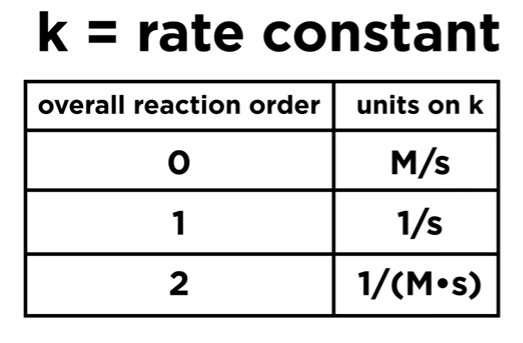 k = rate constant
overall reaction order units on k
0 M/s
1 1/s
2 1/(M•s)